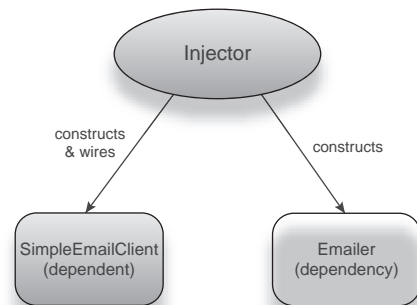 Injector
constructs
& wires
constructs
SimpleEmailClient
(dependent)
Emailer
(dependency)